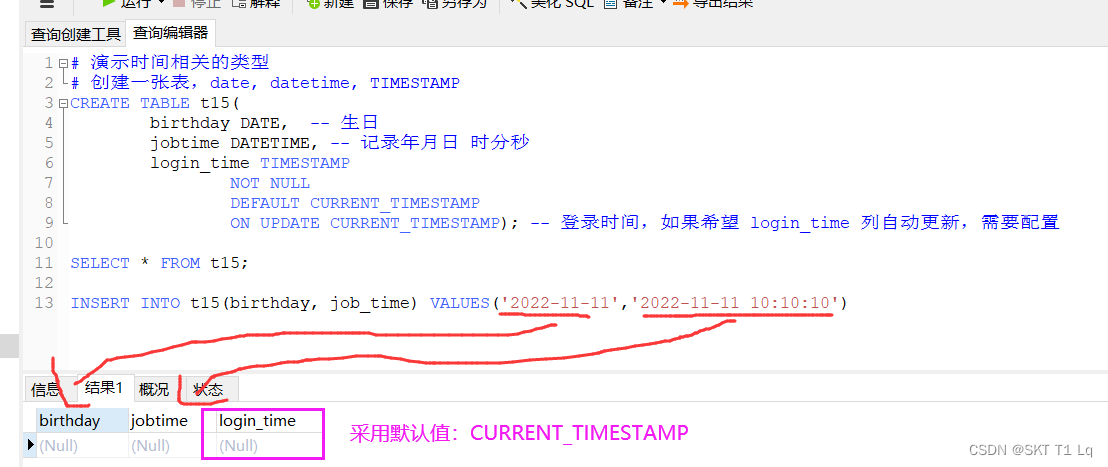 运行 停止 解释 新建 保存 另存为 美化 SQL 备注 导出结果
查询创建工具 查询编辑器
1 # 演示时间相关的类型
2 # 创建一张表，date, datetime, TIMESTAMP
3 CREATE TABLE t15(
4 birthday DATE, -- 生日
5 jobtime DATETIME, -- 记录年月日 时分秒
6 login_time TIMESTAMP
7 NOT NULL
8 DEFAULT CURRENT_TIMESTAMP
9 ON UPDATE CURRENT_TIMESTAMP); -- 登录时间，如果希望 login_time 列自动更新，需要配置
10
11 SELECT * FROM t15;
12
13 INSERT INTO t15(birthday, job_time) VALUES('2022-11-11','2022-11-11 10:10:10')
信息 结果1 概况 状态
birthday jobtime login_time
(Null) (Null) (Null)
采用默认值：CURRENT_TIMESTAMP
CSDN @SKT T1 Lq